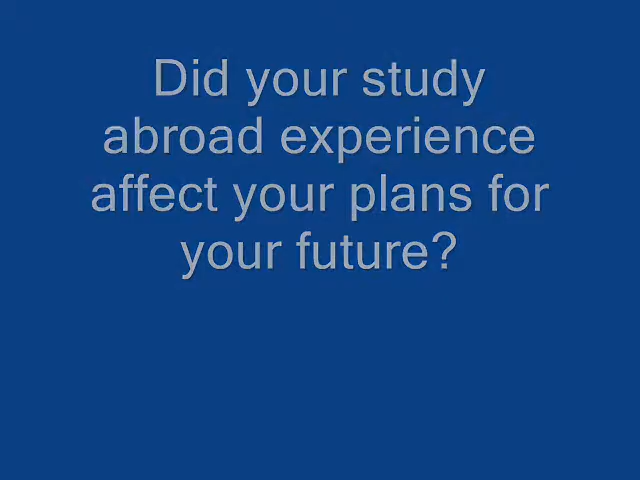 Did your study
abroad experience
affect your plans for
your future?